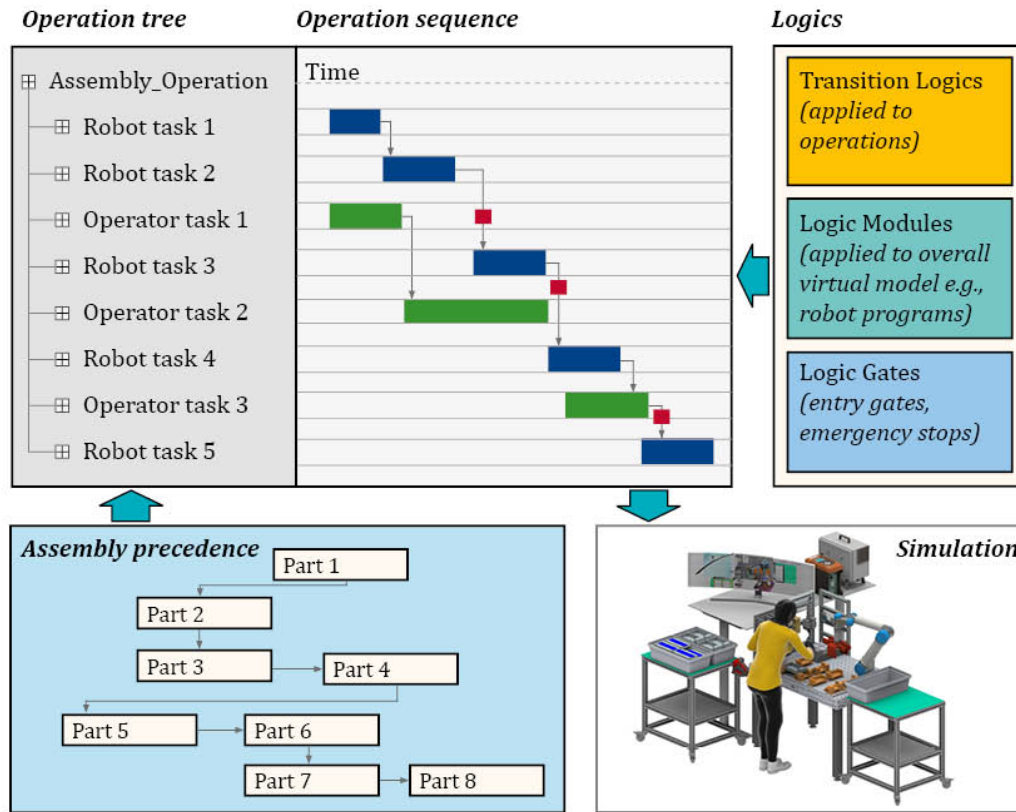 Operation tree
Operation sequence
Logics
Assembly_Operation
Robot task 1
Robot task 2
Operator task 1
Robot task 3
Operator task 2
Robot task 4
Operator task 3
Robot task 5
Time
Transition Logics
(applied to
operations)
Logic Modules
(applied to overall
virtual model e.g.,
robot programs)
Logic Gates
(entry gates,
emergency stops)
Assembly precedence
Part 1
Part 2
Part 3
Part 4
Part 5
Part 6
Part 7
Part 8
Simulation